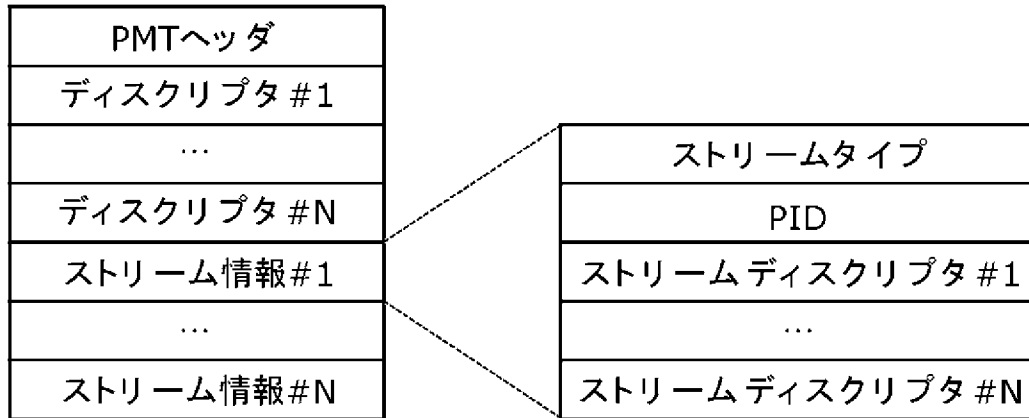 PMTヘッダ
ディスクリプタ#1
…
ディスクリプタ#N
ストリーム情報#1
…
ストリーム情報#N
ストリームタイプ
PID
ストリームディスクリプタ#1
…
ストリームディスクリプタ#N